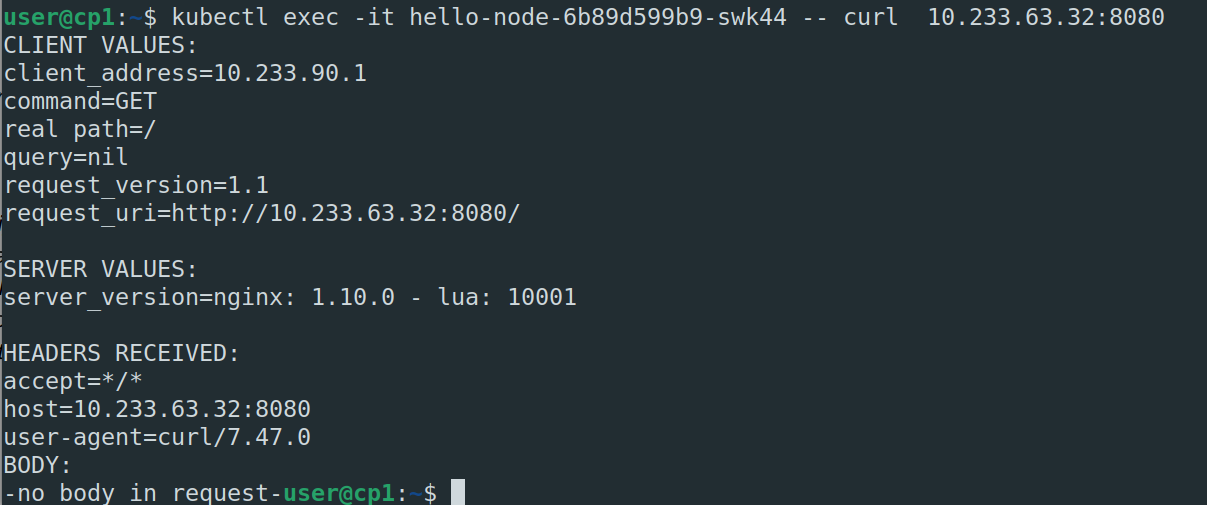 user@cp1:~$ kubectl exec -it hello-node-6b89d599b9-swk44 -- curl  10.233.63.32:8080
CLIENT VALUES:
client_address=10.233.90.1
command=GET
real path=/
query=nil
request_version=1.1
request_uri=http://10.233.63.32:8080/

SERVER VALUES:
server_version=nginx: 1.10.0 - lua: 10001

HEADERS RECEIVED:
accept=*/*
host=10.233.63.32:8080
user-agent=curl/7.47.0
BODY:
-no body in request-user@cp1:~$